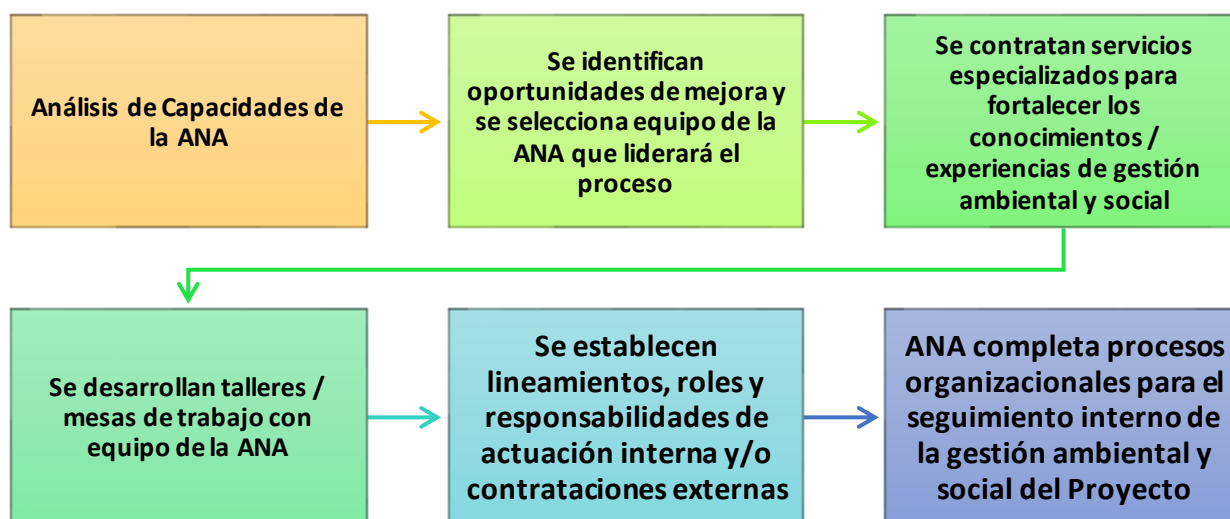 Análisis de Capacidades de
la ANA
Se identifican
oportunidades de mejora y
se selecciona equipo de la
ANA que liderará el
proceso
Se contratan servicios
especializados para
fortalecer los
conocimientos /
experiencias de gestión
ambiental y social
Se desarrollan talleres /
mesas de trabajo con
equipo de la ANA
Se establecen
lineamientos, roles y
responsabilidades de
actuación interna y/o
contrataciones externas
ANA completa procesos
organizacionales para el
seguimiento interno de
la gestión ambiental y
social del Proyecto